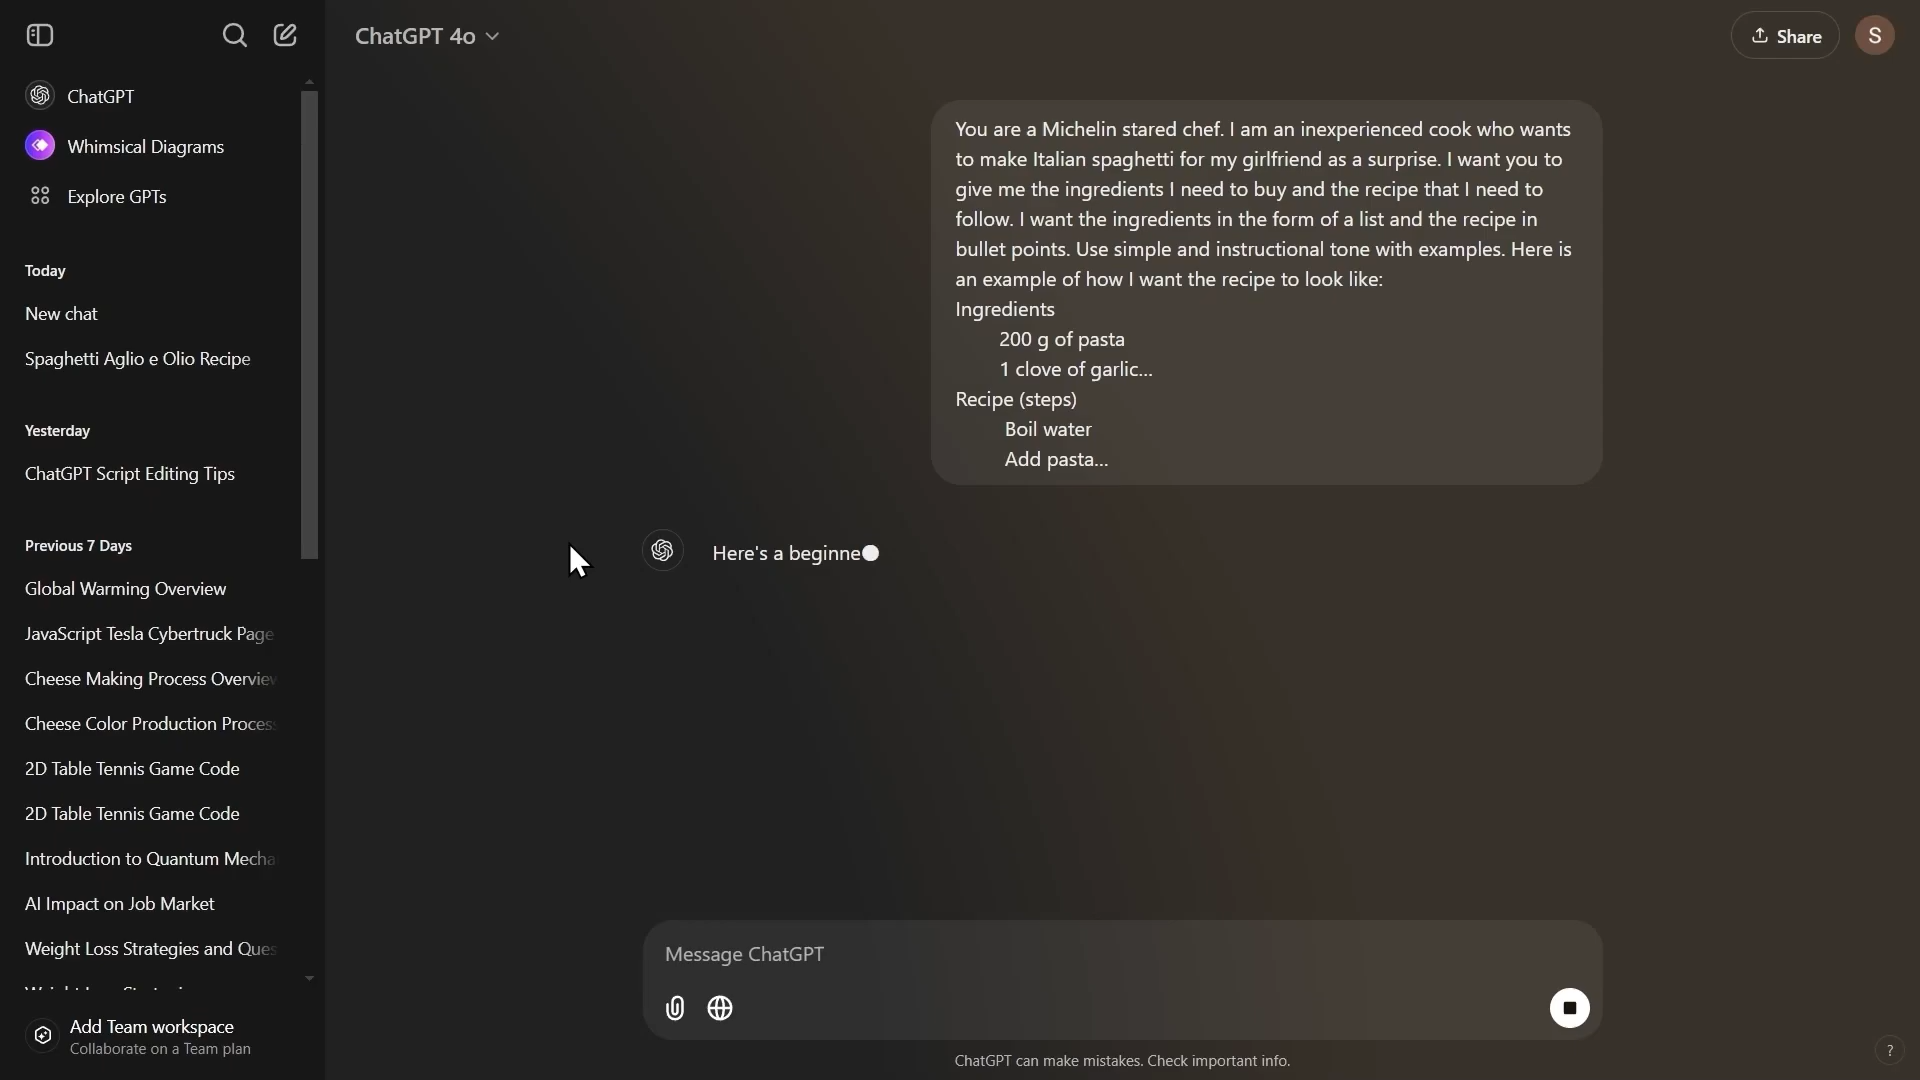 ChatGPT 4o
Share
S
ChatGPT
Whimsical Diagrams
Explore GPTs
Today
New chat
Spaghetti Aglio e Olio Recipe
Yesterday
ChatGPT Script Editing Tips
Previous 7 Days
Global Warming Overview
JavaScript Tesla Cybertruck Page
Cheese Making Process Overview
Cheese Color Production Process
2D Table Tennis Game Code
2D Table Tennis Game Code
Introduction to Quantum Mecha
AI Impact on Job Market
Weight Loss Strategies and Ques
Add Team workspace
Collaborate on a Team plan
You are a Michelin stared chef. I am an inexperienced cook who wants
to make Italian spaghetti for my girlfriend as a surprise. I want you to
give me the ingredients I need to buy and the recipe that I need to
follow. I want the ingredients in the form of a list and the recipe in
bullet points. Use simple and instructional tone with examples. Here is
an example of how I want the recipe to look like:
Ingredients
200 g of pasta
1 clove of garlic...
Recipe (steps)
Boil water
Add pasta...
Here's a beginne
Message ChatGPT
ChatGPT can make mistakes. Check important info.
?